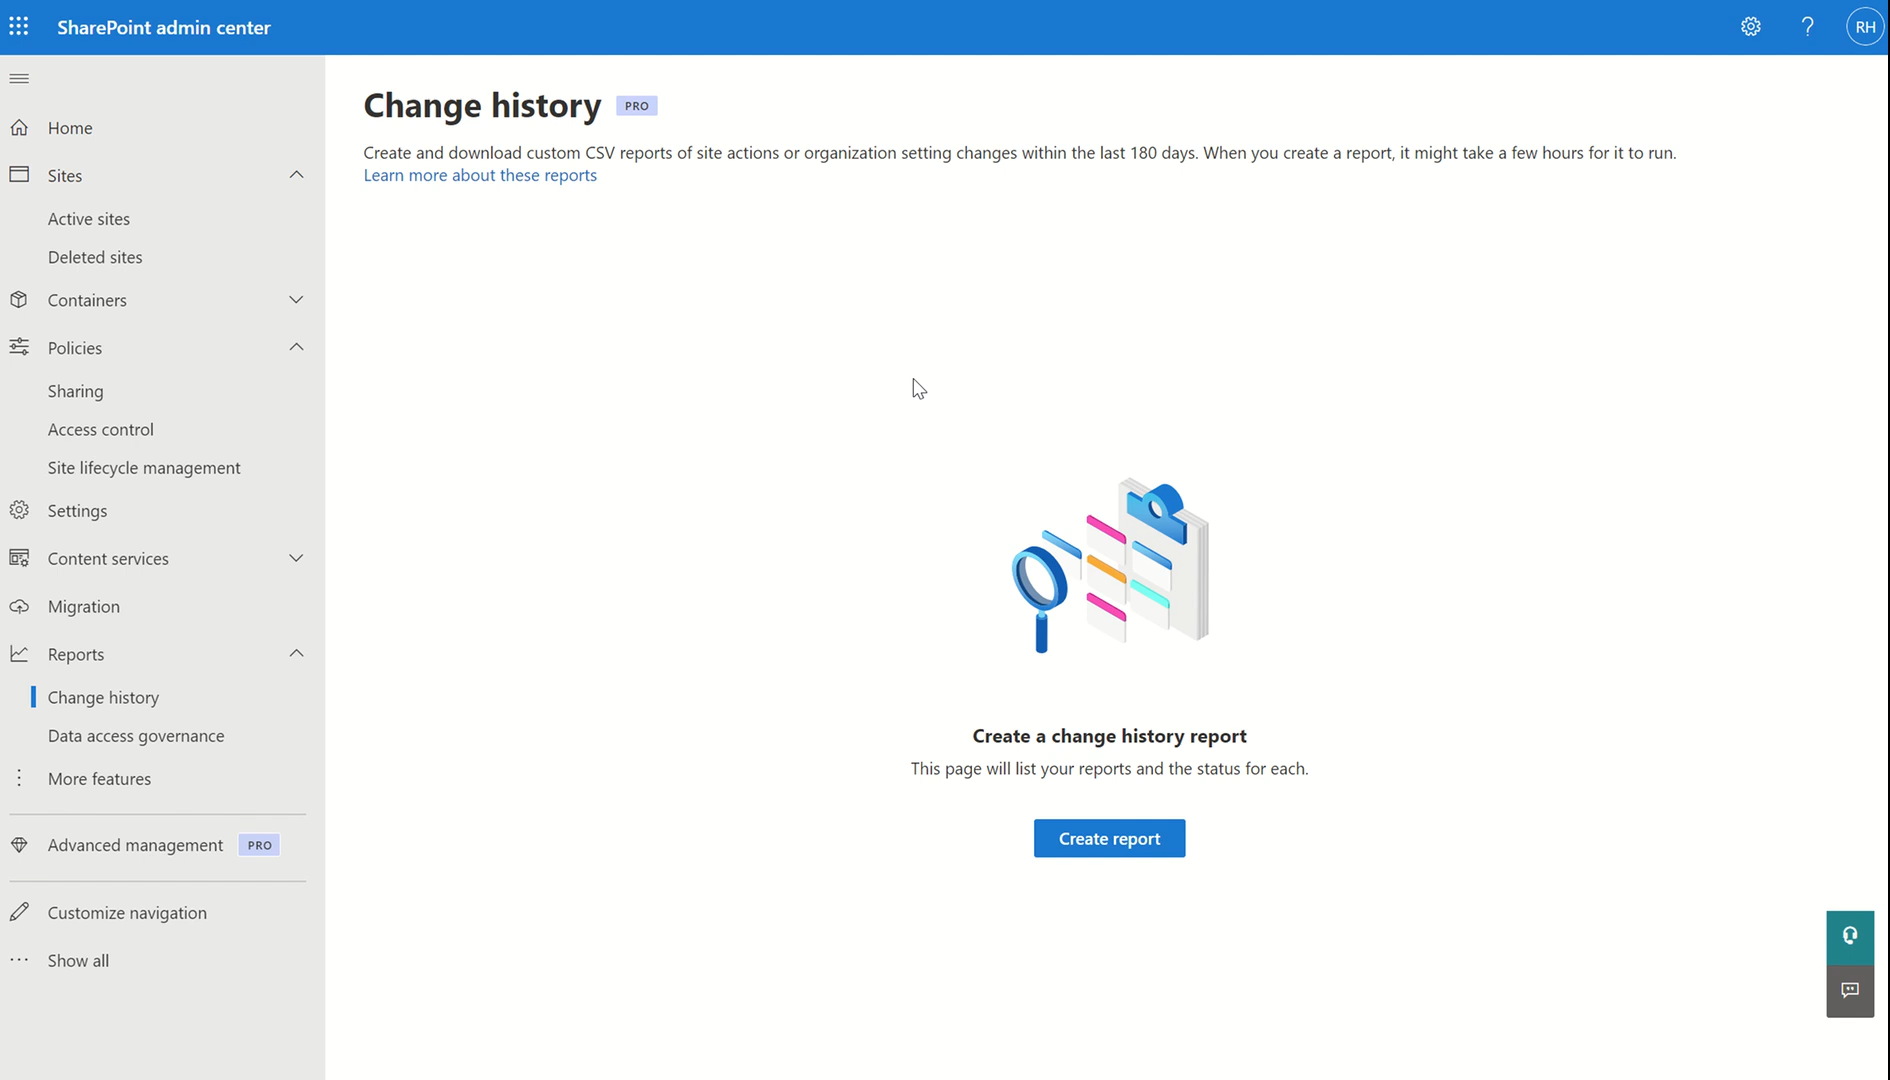 SharePoint admin center
RH
Home
Sites
Active sites
Deleted sites
Containers
Policies
Sharing
Access control
Site lifecycle management
Settings
Content services
Migration
Reports
Change history
Data access governance
More features
Advanced management PRO
Customize navigation
Show all
Change history PRO
Create and download custom CSV reports of site actions or organization setting changes within the last 180 days. When you create a report, it might take a few hours for it to run.
Learn more about these reports
Create a change history report
This page will list your reports and the status for each.
Create report